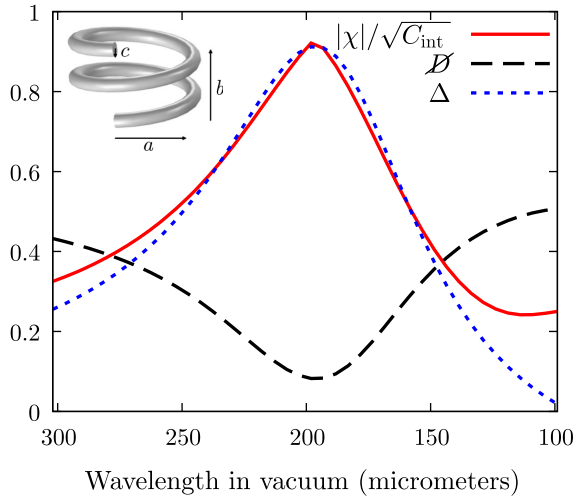 1
0.8
0.6
0.4
0.2
0
300
250
200
150
100
Wavelength in vacuum (micrometers)
|χ|/√C_int
D̸
Δ
c
b
a